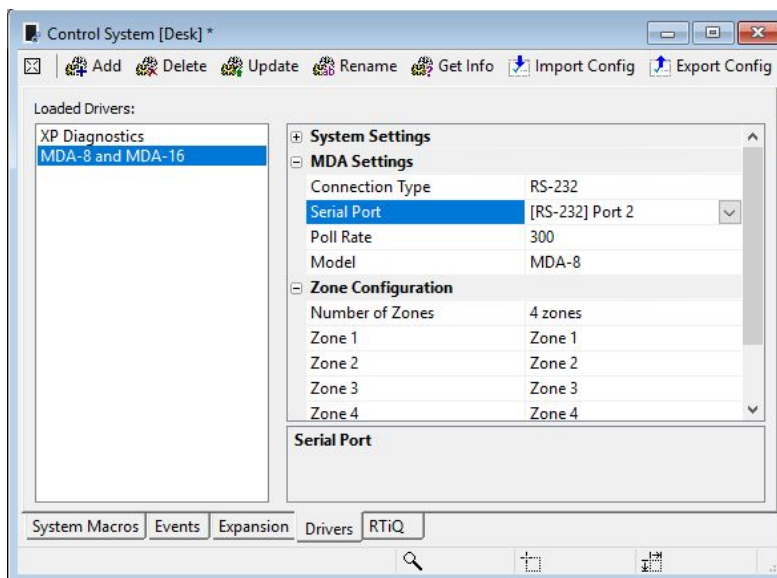 Control System [Desk] *
Add Delete Update Rename Get Info Import Config Export Config
Loaded Drivers:
XP Diagnostics
MDA-8 and MDA-16
System Settings
MDA Settings
Connection Type RS-232
Serial Port [RS-232] Port 2
Poll Rate 300
Model MDA-8
Zone Configuration
Number of Zones 4 zones
Zone 1 Zone 1
Zone 2 Zone 2
Zone 3 Zone 3
Zone 4 Zone 4
Serial Port
System Macros Events Expansion Drivers RTiQ